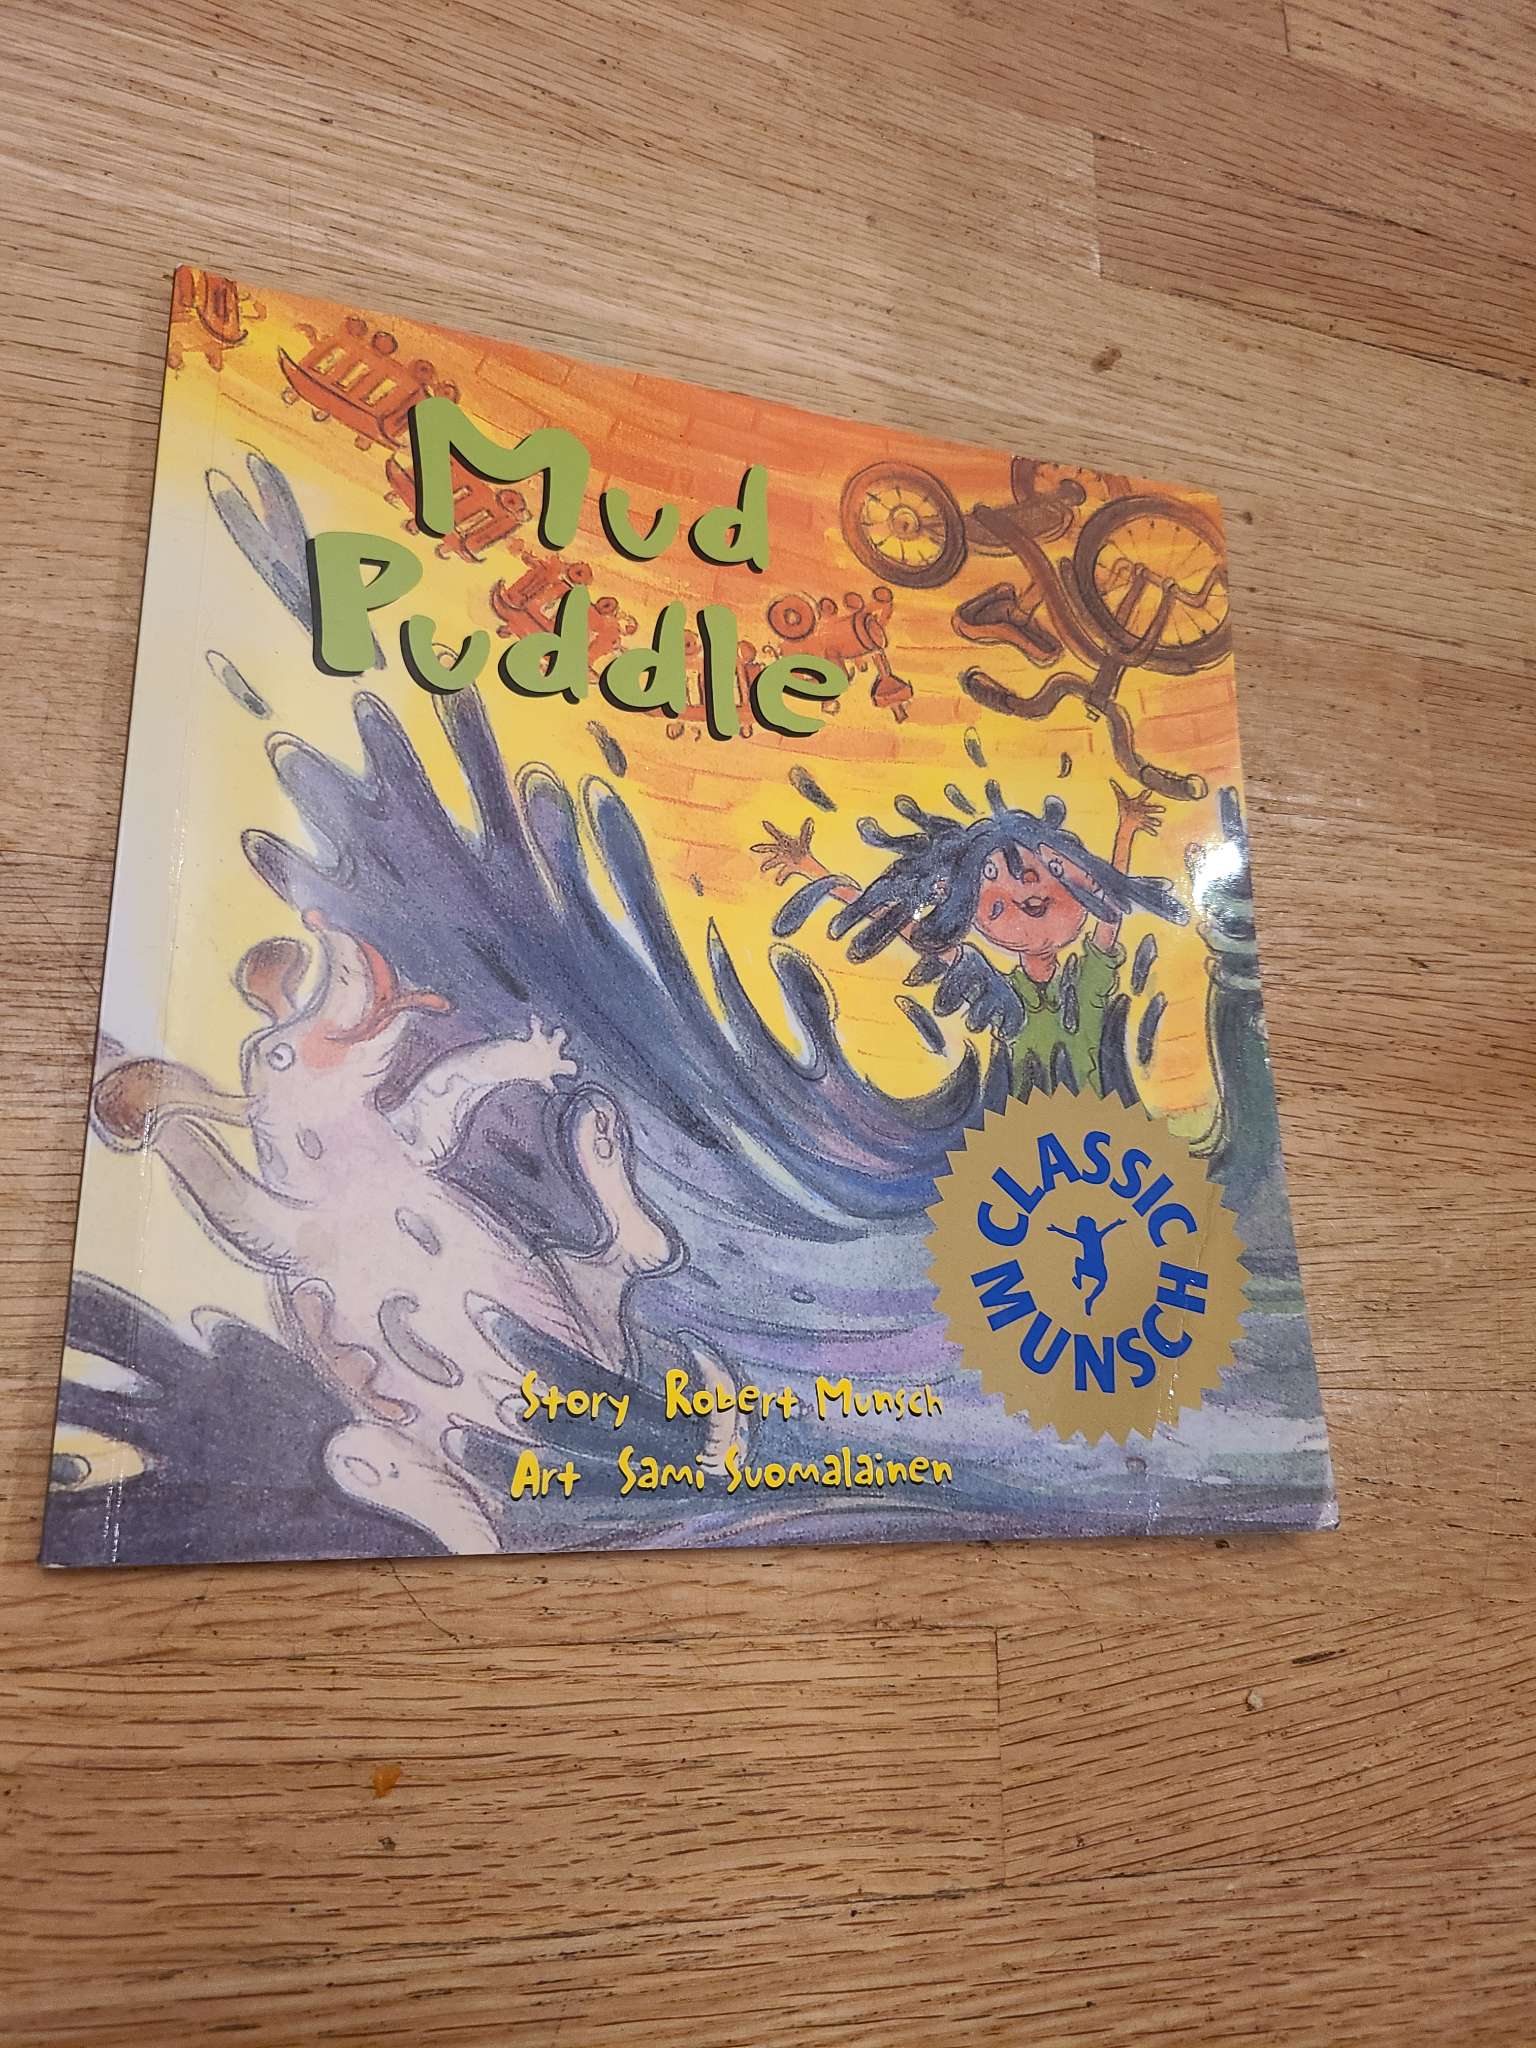 Mud
Puddle
CLASSIC
MUNSCH
Story Robert Munsch
Art Sami Suomalainen